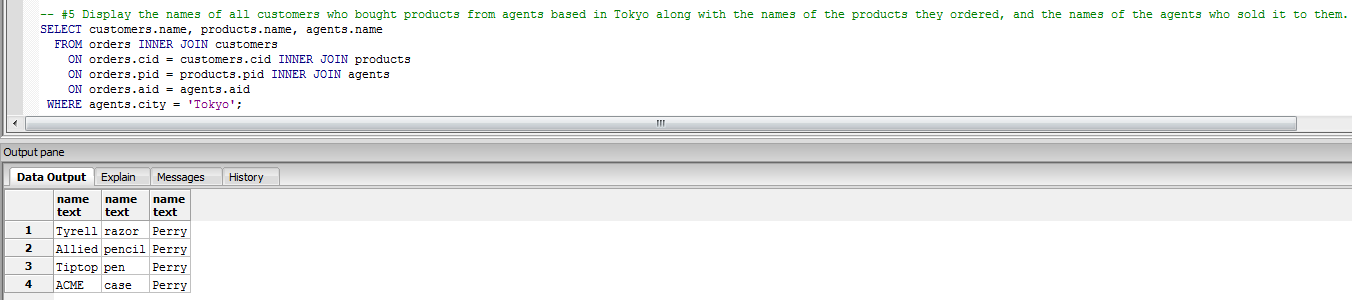 -- #5 Display the names of all customers who bought products from agents based in Tokyo along with the names of the products they ordered, and the names of the agents who sold it to them.
SELECT customers.name, products.name, agents.name
FROM orders INNER JOIN customers
ON orders.cid = customers.cid INNER JOIN products
ON orders.pid = products.pid INNER JOIN agents
ON orders.aid = agents.aid
WHERE agents.city = 'Tokyo';
Output pane
Data Output Explain Messages History
name name name
text text text
1 Tyrell razor Perry
2 Allied pencil Perry
3 Tiptop pen Perry
4 ACME case Perry